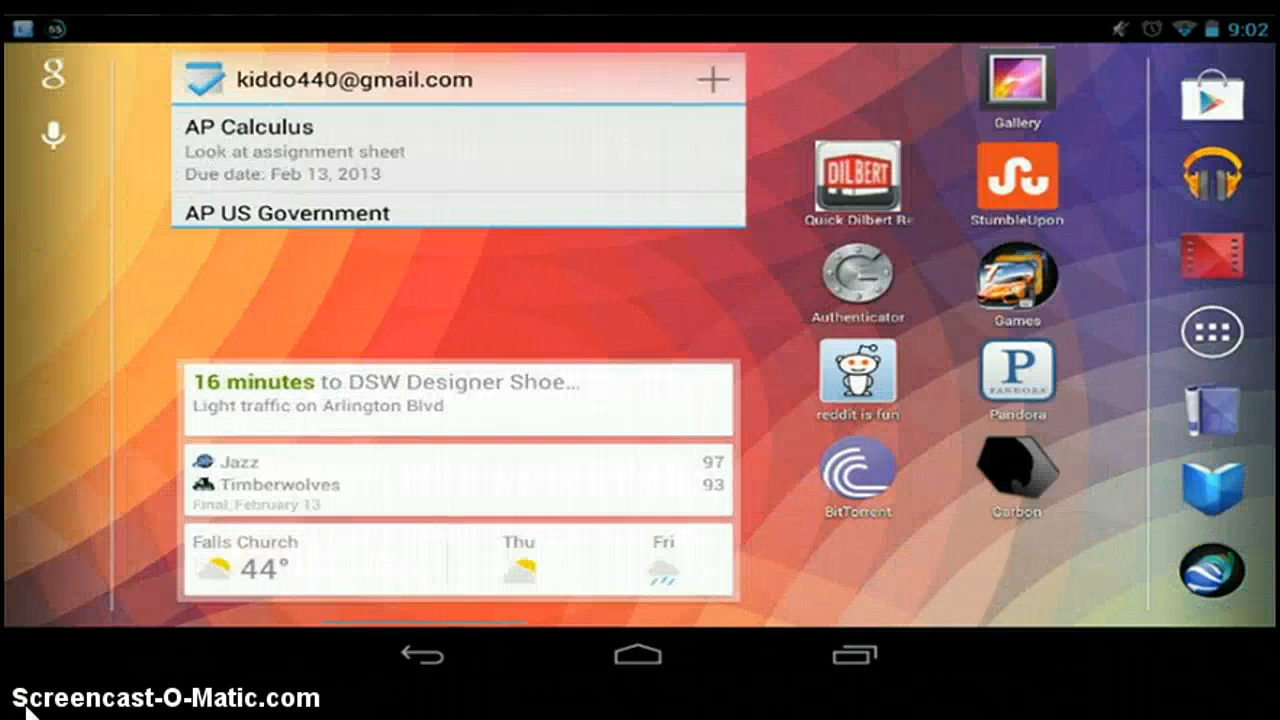 65
9:02
kiddo440@gmail.com
AP Calculus
Look at assignment sheet
Due date: Feb 13, 2013
AP US Government
16 minutes to DSW Designer Shoe...
Light traffic on Arlington Blvd
Jazz 97
Timberwolves 93
Final, February 13
Falls Church Thu Fri
44°
Gallery
DILBERT
Quick Dilbert Re
StumbleUpon
Authenticator
Games
reddit is fun
P
PANDORA
Pandora
BitTorrent
Carbon
Screencast-O-Matic.com